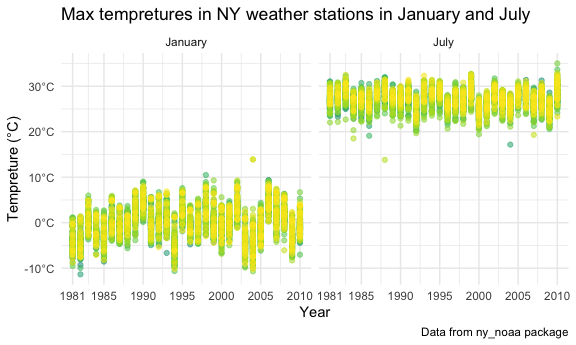 Max tempretures in NY weather stations in January and July
January
July
30°C
20°C
10°C
0°C
-10°C
Tempreture (°C)
1981 1985 1990 1995 2000 2005 2010
1981 1985 1990 1995 2000 2005 2010
Year
Data from ny_noaa package